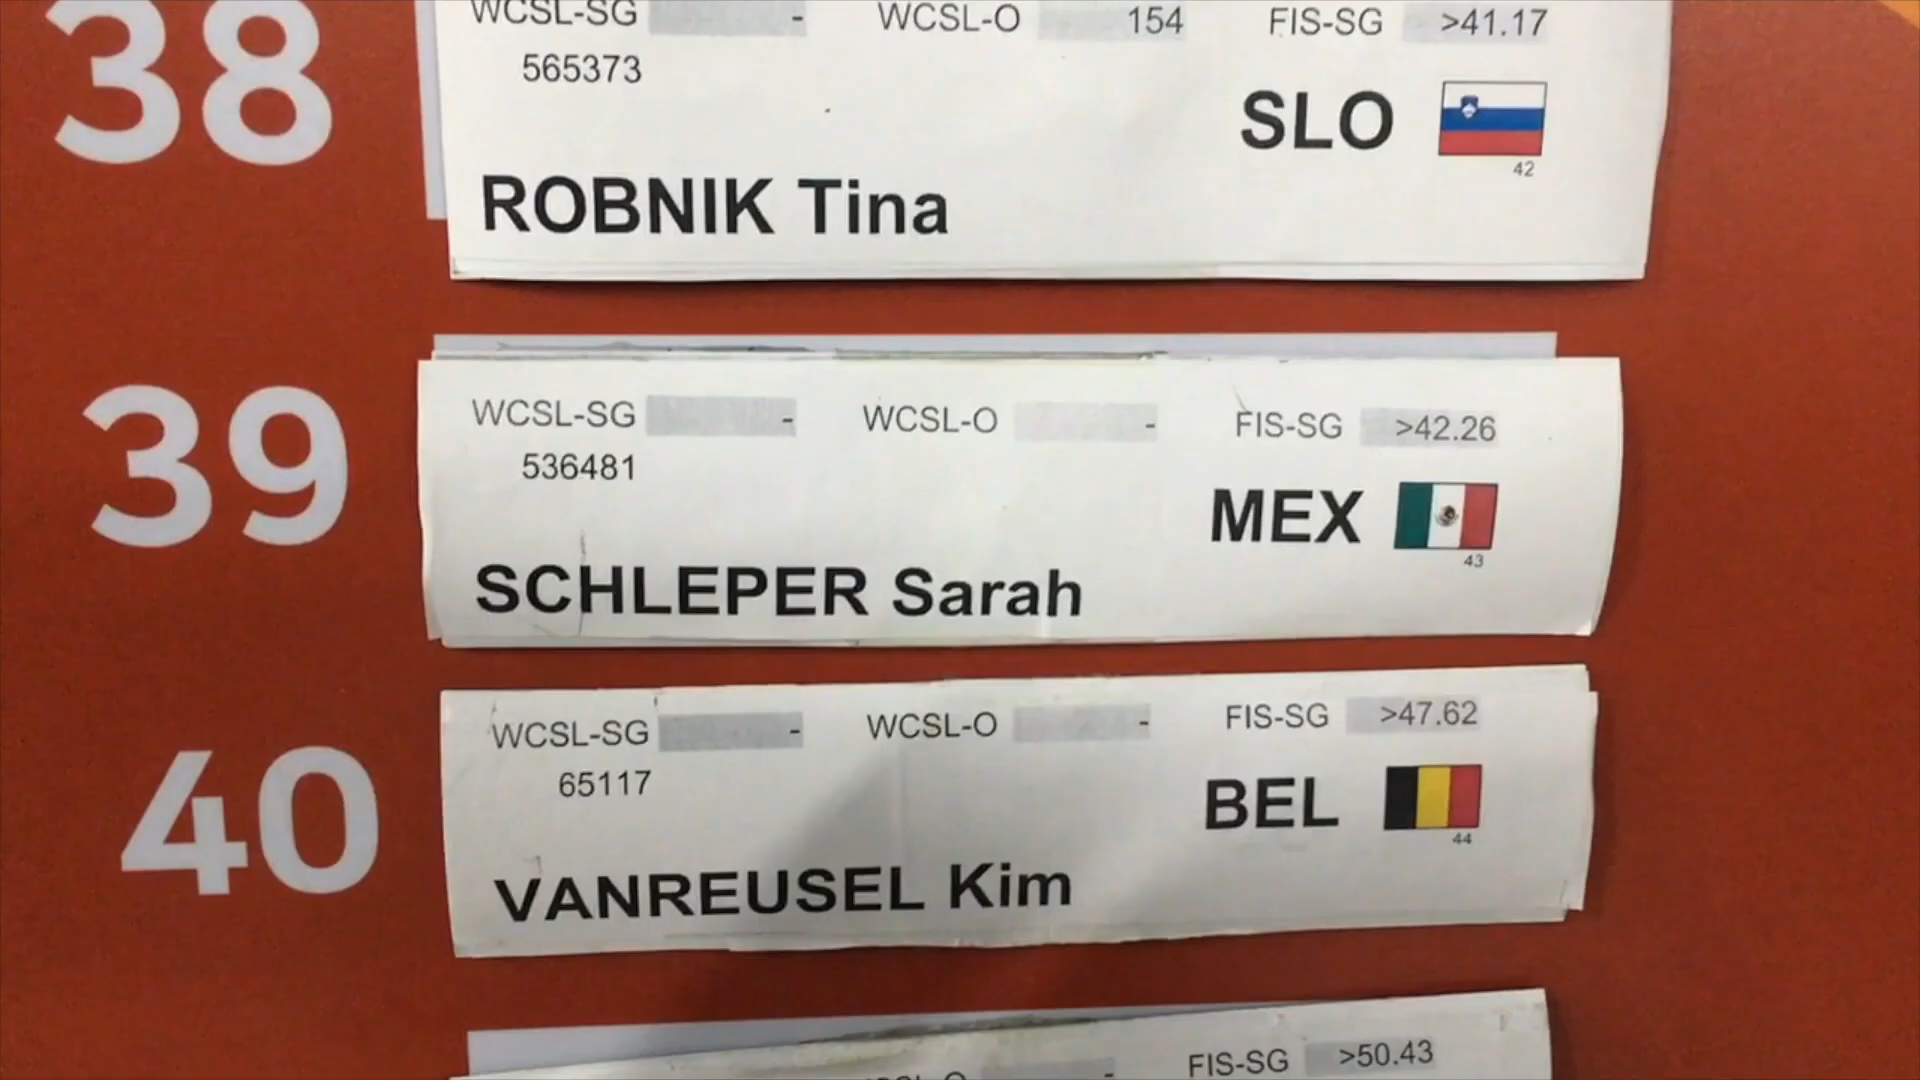 38
WCSL-SG - WCSL-O 154 FIS-SG >41.17
565373
SLO
42
ROBNIK Tina
39
WCSL-SG - WCSL-O - FIS-SG >42.26
536481
MEX
43
SCHLEPER Sarah
40
WCSL-SG - WCSL-O - FIS-SG >47.62
65117
BEL
44
VANREUSEL Kim
- FIS-SG >50.43